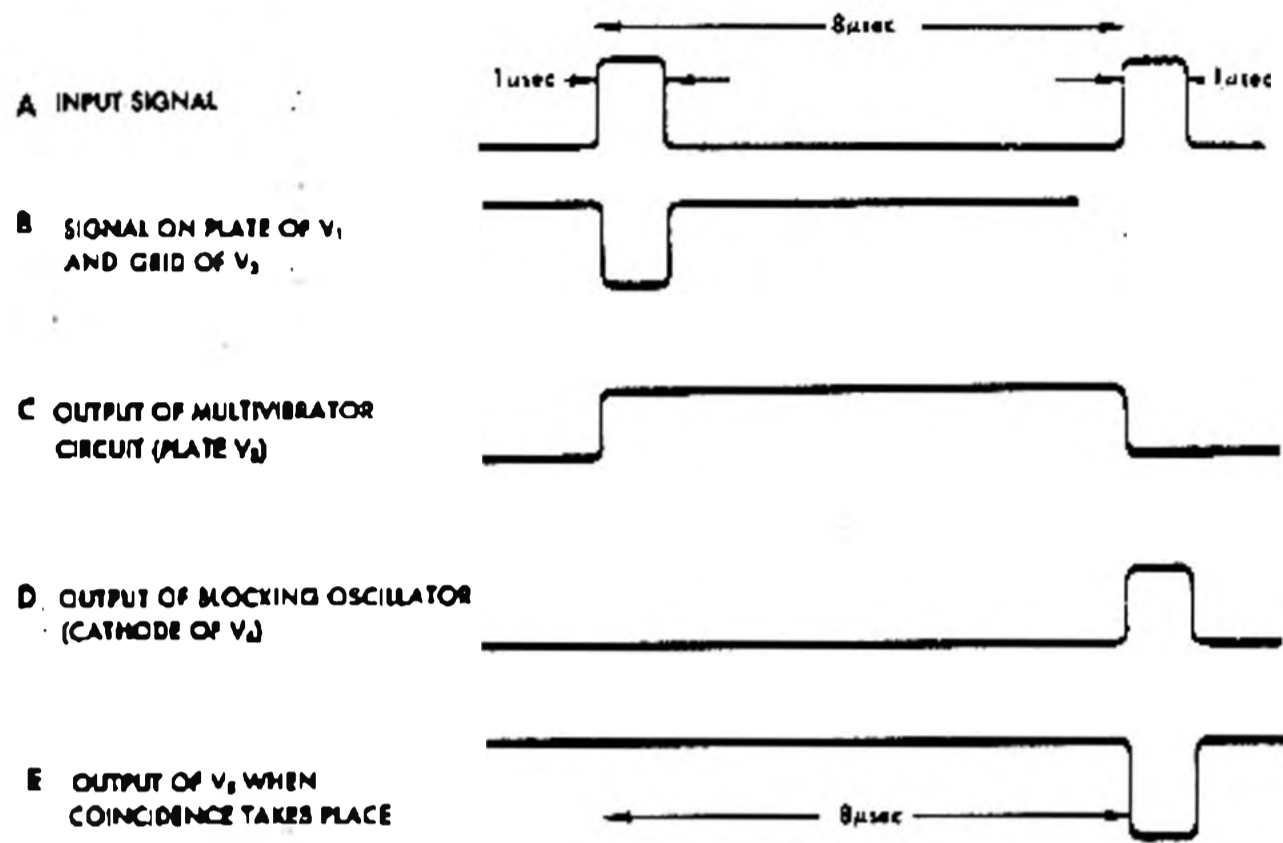 8μsec
1μsec
1μsec
A INPUT SIGNAL
B SIGNAL ON PLATE OF V₁
AND GRID OF V₂
C OUTPUT OF MULTIVIBRATOR
CIRCUIT (PLATE V₂)
D. OUTPUT OF BLOCKING OSCILLATOR
(CATHODE OF V₄)
E OUTPUT OF V₅ WHEN
COINCIDENCE TAKES PLACE
8μsec